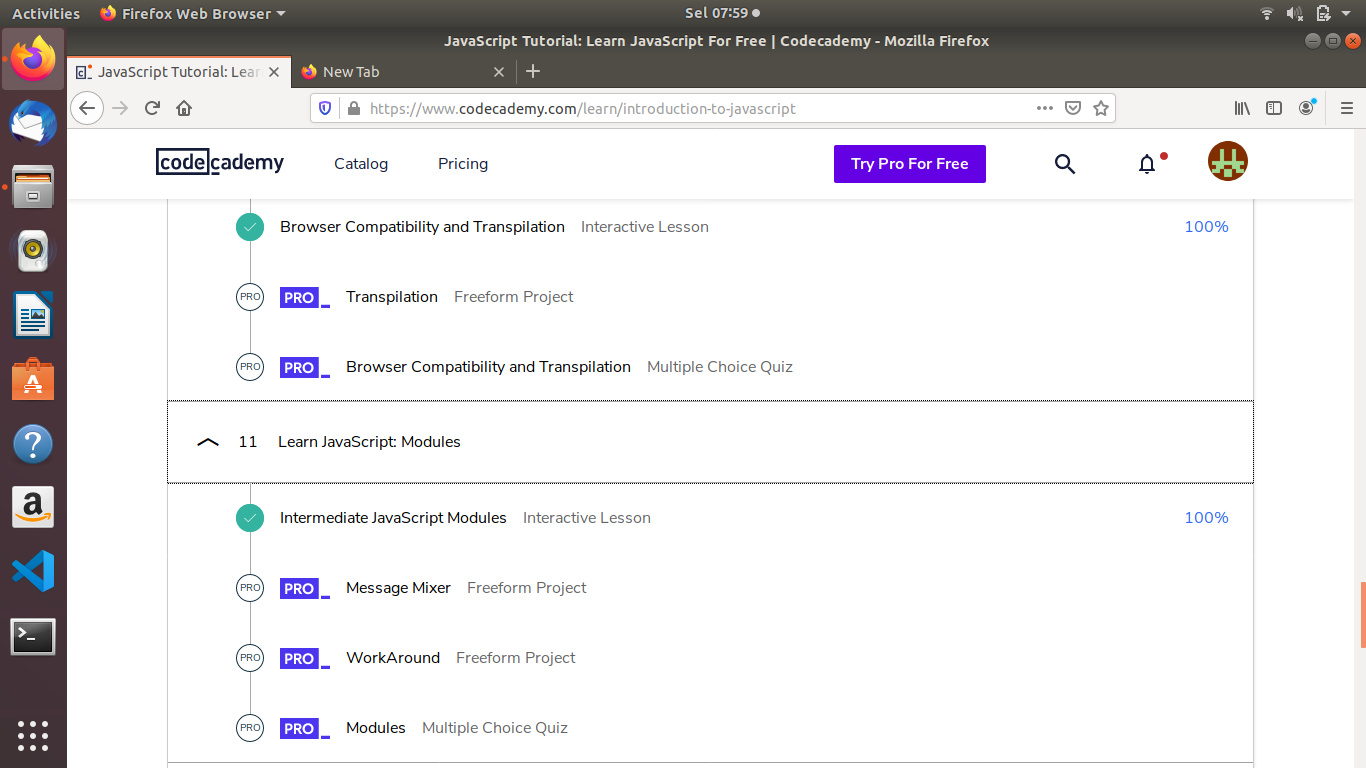 Activities Firefox Web Browser Sel 07:59
JavaScript Tutorial: Learn JavaScript For Free | Codecademy - Mozilla Firefox
JavaScript Tutorial: Lear New Tab
https://www.codecademy.com/learn/introduction-to-javascript
codecademy Catalog Pricing Try Pro For Free
Browser Compatibility and Transpilation Interactive Lesson 100%
PRO PRO Transpilation Freeform Project
PRO PRO Browser Compatibility and Transpilation Multiple Choice Quiz
11 Learn JavaScript: Modules
Intermediate JavaScript Modules Interactive Lesson 100%
PRO PRO Message Mixer Freeform Project
PRO PRO WorkAround Freeform Project
PRO PRO Modules Multiple Choice Quiz